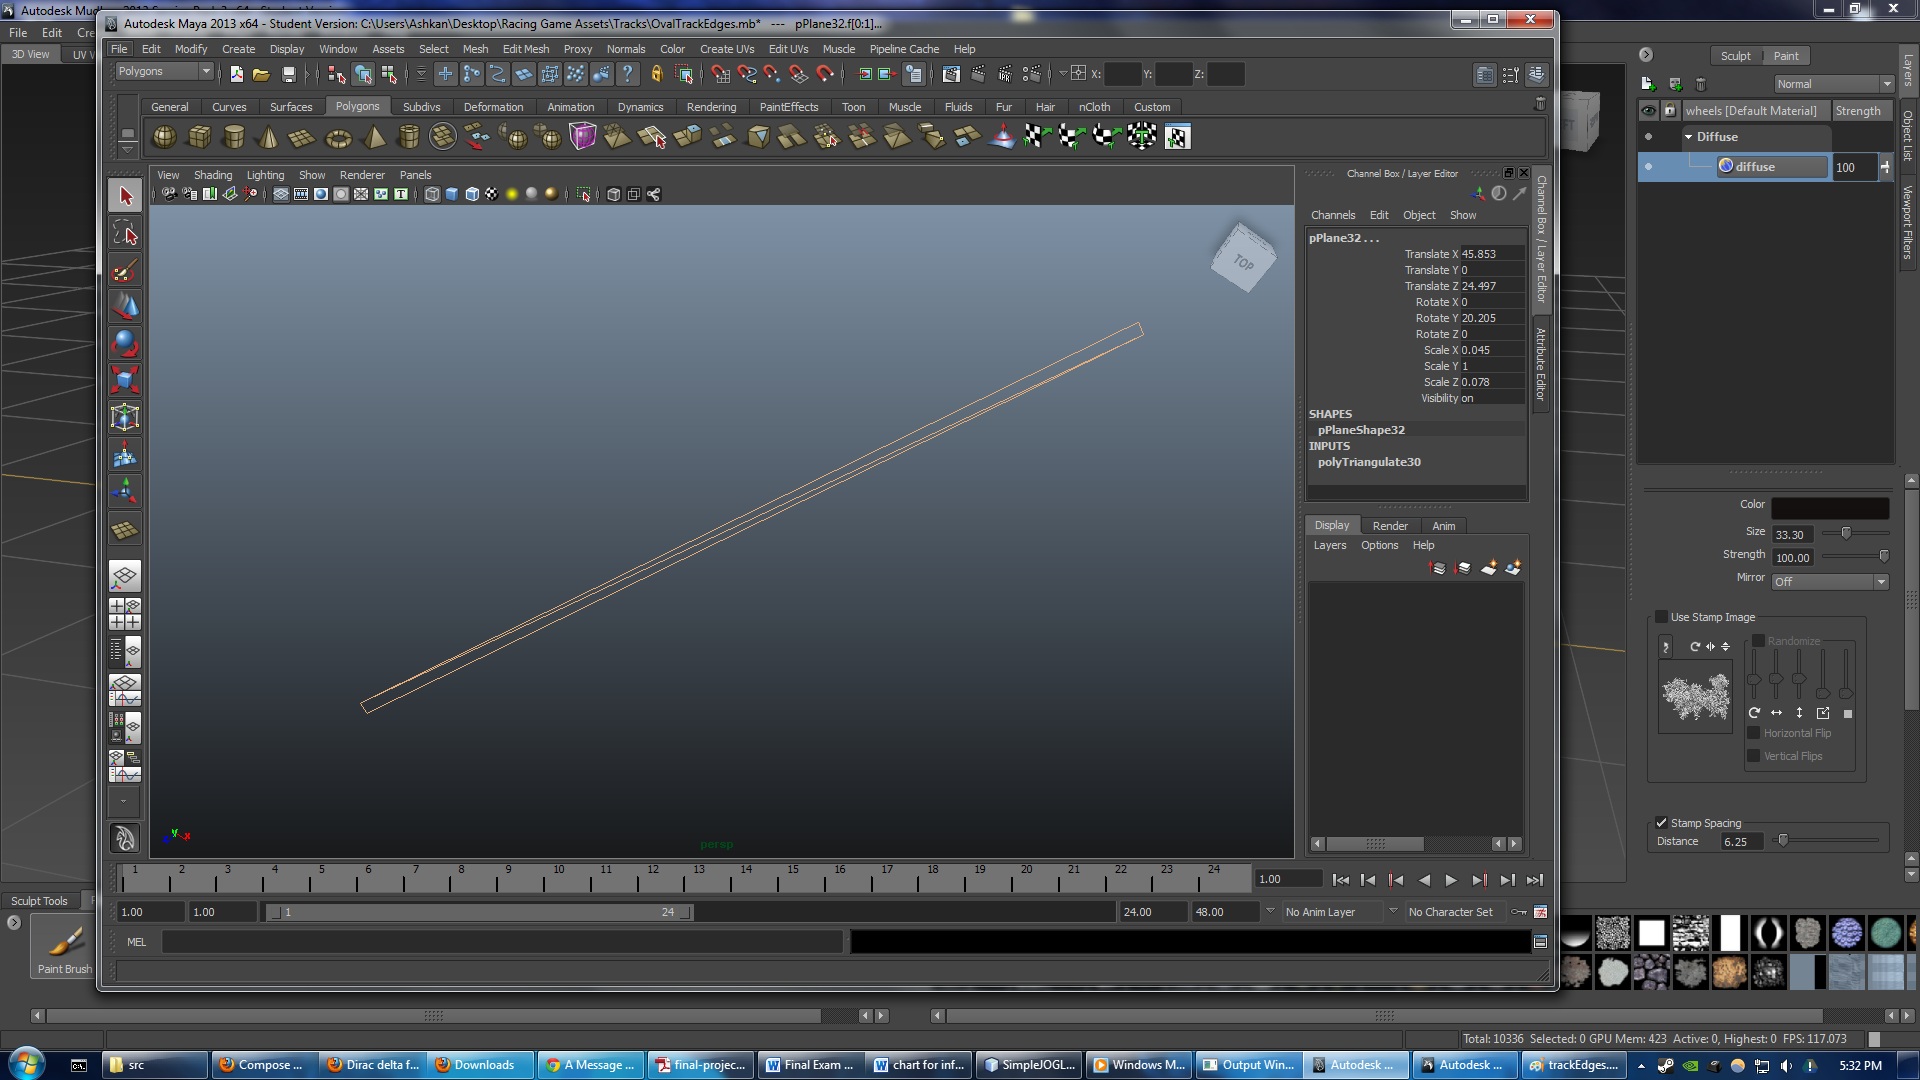 Autodesk Mud
Autodesk Maya 2013 x64 - Student Version: C:\Users\Ashkan\Desktop\Racing Game Assets\Tracks\OvalTrackEdges.mb* --- pPlane32.f[0:1]...
File Edit Cre
3D View UV V
File Edit Modify Create Display Window Assets Select Mesh Edit Mesh Proxy Normals Color Create UVs Edit UVs Muscle Pipeline Cache Help
Polygons X: Y: Z:
General Curves Surfaces Polygons Subdivs Deformation Animation Dynamics Rendering PaintEffects Toon Muscle Fluids Fur Hair nCloth Custom
View Shading Lighting Show Renderer Panels
TOP
persp
Channel Box / Layer Editor
Channels Edit Object Show
pPlane32...
Translate X 45.853
Translate Y 0
Translate Z 24.497
Rotate X 0
Rotate Y 20.205
Rotate Z 0
Scale X 0.045
Scale Y 1
Scale Z 0.078
Visibility on
SHAPES
pPlaneShape32
INPUTS
polyTriangulate30
Channel Box / Layer Editor
Attribute Editor
Display Render Anim
Layers Options Help
1 2 3 4 5 6 7 8 9 10 11 12 13 14 15 16 17 18 19 20 21 22 23 24
1.00
1.00 1.00 1 24 24.00 48.00 No Anim Layer No Character Set
MEL
Sculpt Paint
Normal
wheels [Default Material] Strength
Diffuse
diffuse 100
Layers
Object List
Viewport Filters
Color
Size 33.30
Strength 100.00
Mirror Off
Use Stamp Image
Randomize
Horizontal Flip
Vertical Flips
Stamp Spacing
Distance 6.25
Sculpt Tools
Paint Brush
Total: 10336 Selected: 0 GPU Mem: 423 Active: 0, Highest: 0 FPS:117.073
src
Compose ...
Dirac delta f...
Downloads
A Message ...
final-projec...
Final Exam ...
chart for inf...
SimpleJOGL...
Windows M...
Output Win...
Autodesk ...
Autodesk ...
trackEdges....
5:32 PM